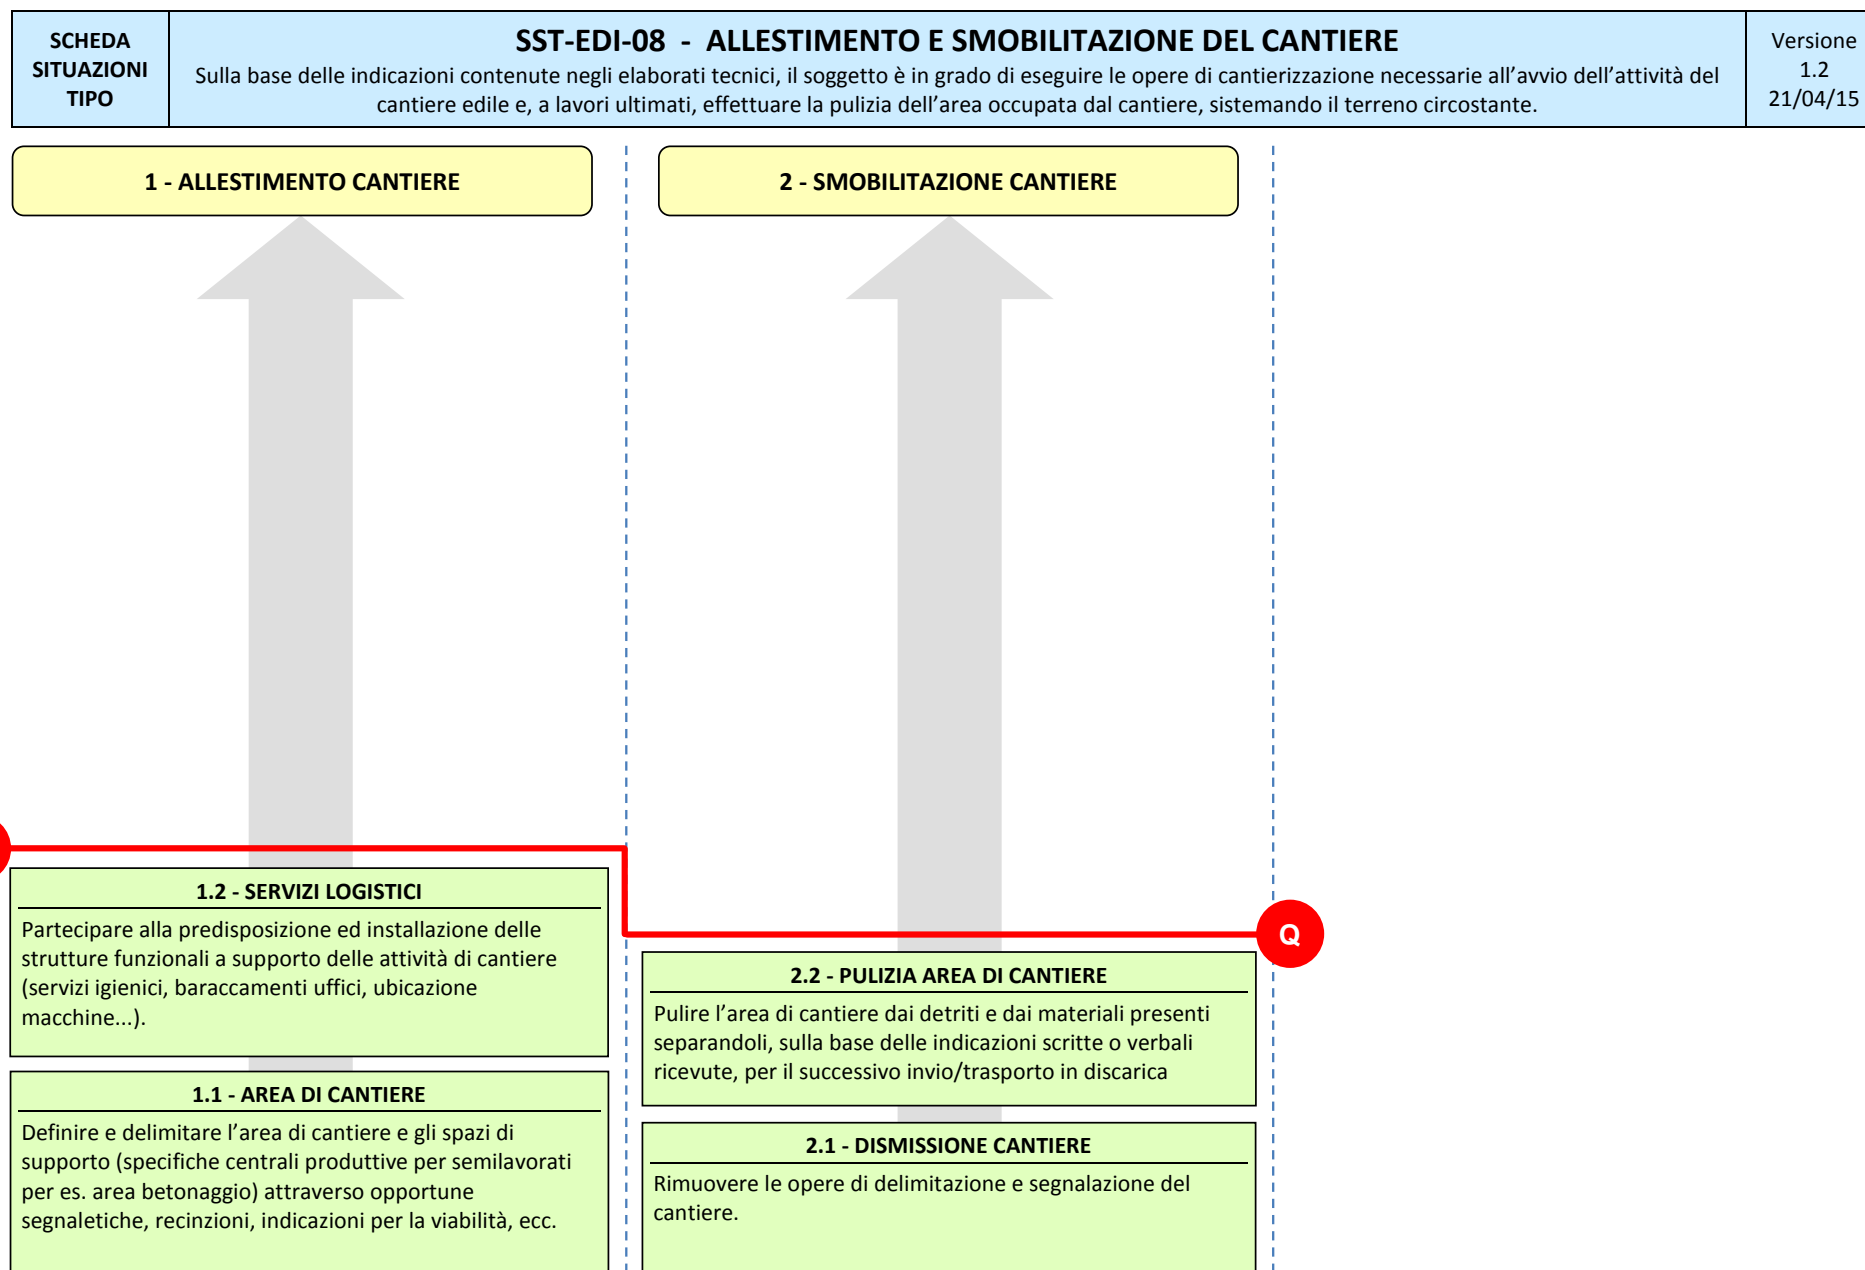 SCHEDA
SITUAZIONI
TIPO
SST-EDI-08 - ALLESTIMENTO E SMOBILITAZIONE DEL CANTIERE
Sulla base delle indicazioni contenute negli elaborati tecnici, il soggetto è in grado di eseguire le opere di cantierizzazione necessarie all’avvio dell’attività del
cantiere edile e, a lavori ultimati, effettuare la pulizia dell’area occupata dal cantiere, sistemando il terreno circostante.
Versione
1.2
21/04/15
1 - ALLESTIMENTO CANTIERE
2 - SMOBILITAZIONE CANTIERE
1.2 - SERVIZI LOGISTICI
Partecipare alla predisposizione ed installazione delle
strutture funzionali a supporto delle attività di cantiere
(servizi igienici, baraccamenti uffici, ubicazione
macchine...).
1.1 - AREA DI CANTIERE
Definire e delimitare l’area di cantiere e gli spazi di
supporto (specifiche centrali produttive per semilavorati
per es. area betonaggio) attraverso opportune
segnaletiche, recinzioni, indicazioni per la viabilità, ecc.
Q
2.2 - PULIZIA AREA DI CANTIERE
Pulire l’area di cantiere dai detriti e dai materiali presenti
separandoli, sulla base delle indicazioni scritte o verbali
ricevute, per il successivo invio/trasporto in discarica
2.1 - DISMISSIONE CANTIERE
Rimuovere le opere di delimitazione e segnalazione del
cantiere.